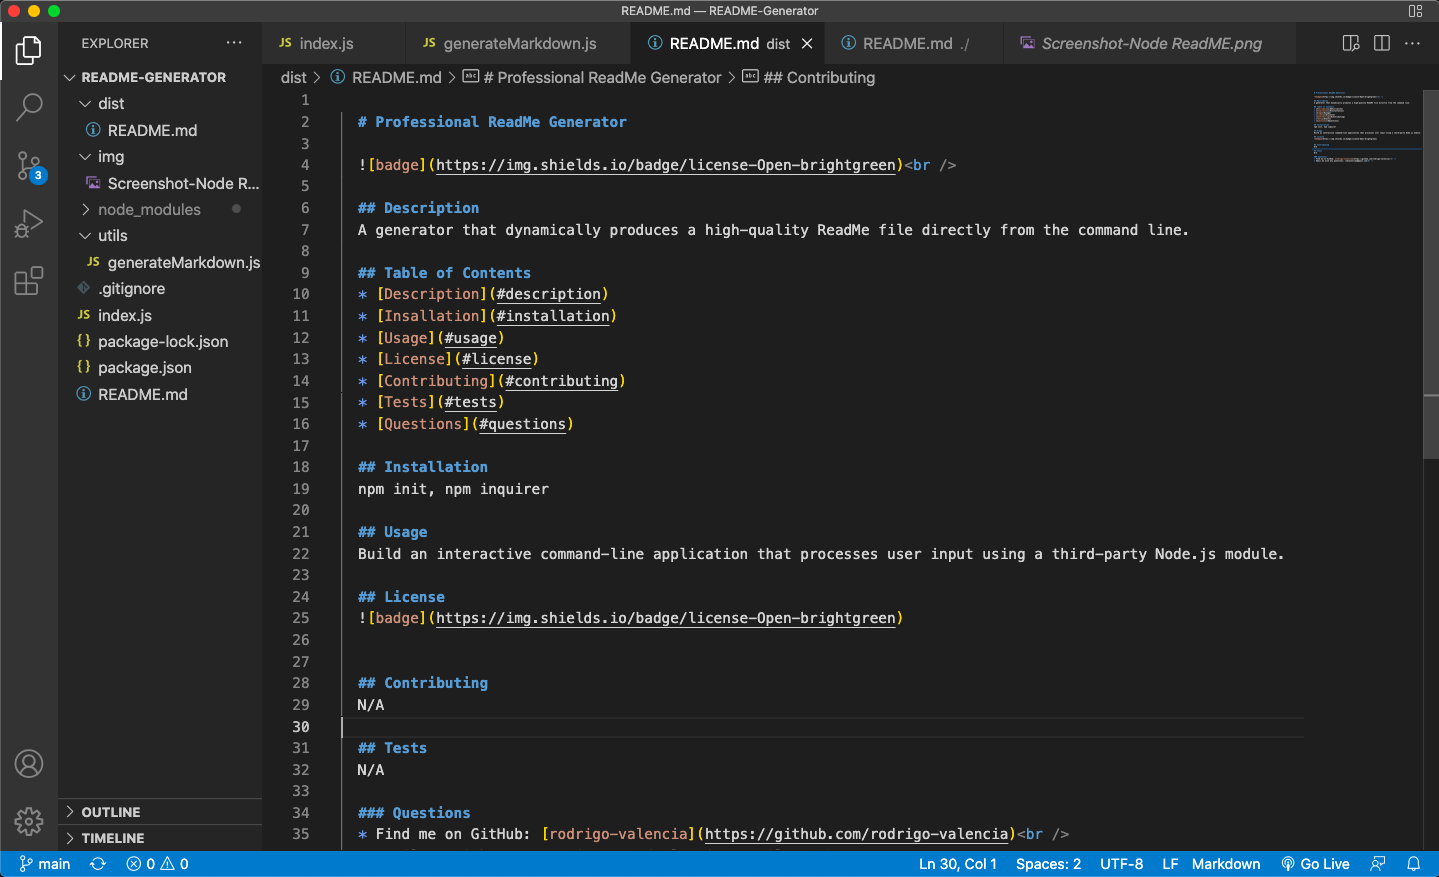 README.md — README-Generator
EXPLORER ···
JS index.js
JS generateMarkdown.js
README.md dist
README.md ./
Screenshot-Node ReadME.png
dist > README.md > # Professional ReadMe Generator > ## Contributing
README-GENERATOR
dist
README.md
img
Screenshot-Node R...
node_modules
utils
JS generateMarkdown.js
.gitignore
JS index.js
{} package-lock.json
{} package.json
README.md
OUTLINE
TIMELINE
3
1
2 # Professional ReadMe Generator
3
4 ![badge](https://img.shields.io/badge/license-Open-brightgreen)<br />
5
6 ## Description
7 A generator that dynamically produces a high-quality ReadMe file directly from the command line.
8
9 ## Table of Contents
10 * [Description](#description)
11 * [Insallation](#installation)
12 * [Usage](#usage)
13 * [License](#license)
14 * [Contributing](#contributing)
15 * [Tests](#tests)
16 * [Questions](#questions)
17
18 ## Installation
19 npm init, npm inquirer
20
21 ## Usage
22 Build an interactive command-line application that processes user input using a third-party Node.js module.
23
24 ## License
25 ![badge](https://img.shields.io/badge/license-Open-brightgreen)
26
27
28 ## Contributing
29 N/A
30
31 ## Tests
32 N/A
33
34 ### Questions
35 * Find me on GitHub: [rodrigo-valencia](https://github.com/rodrigo-valencia)<br />
main 0 0 Ln 30, Col 1 Spaces: 2 UTF-8 LF Markdown Go Live